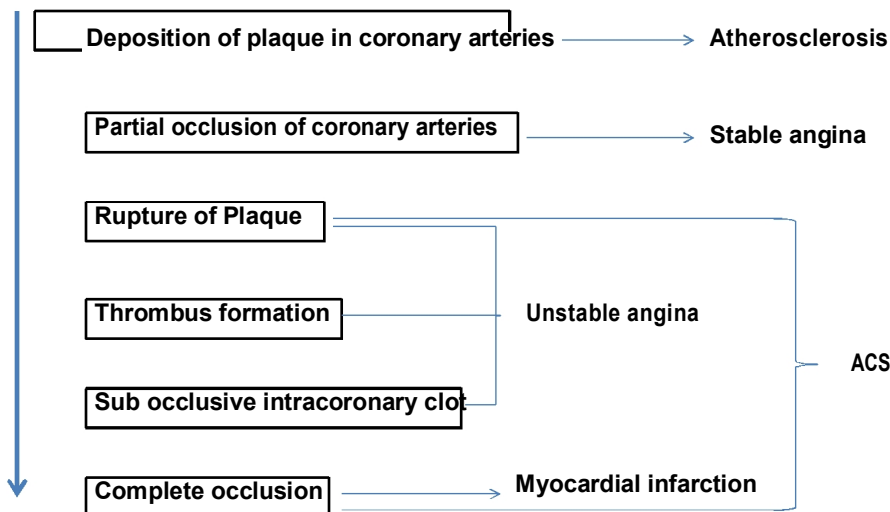 Deposition of plaque in coronary arteries
Atherosclerosis
Partial occlusion of coronary arteries
Stable angina
Rupture of Plaque
Thrombus formation
Unstable angina
ACS
Sub occlusive intracoronary clot
Complete occlusion
Myocardial infarction